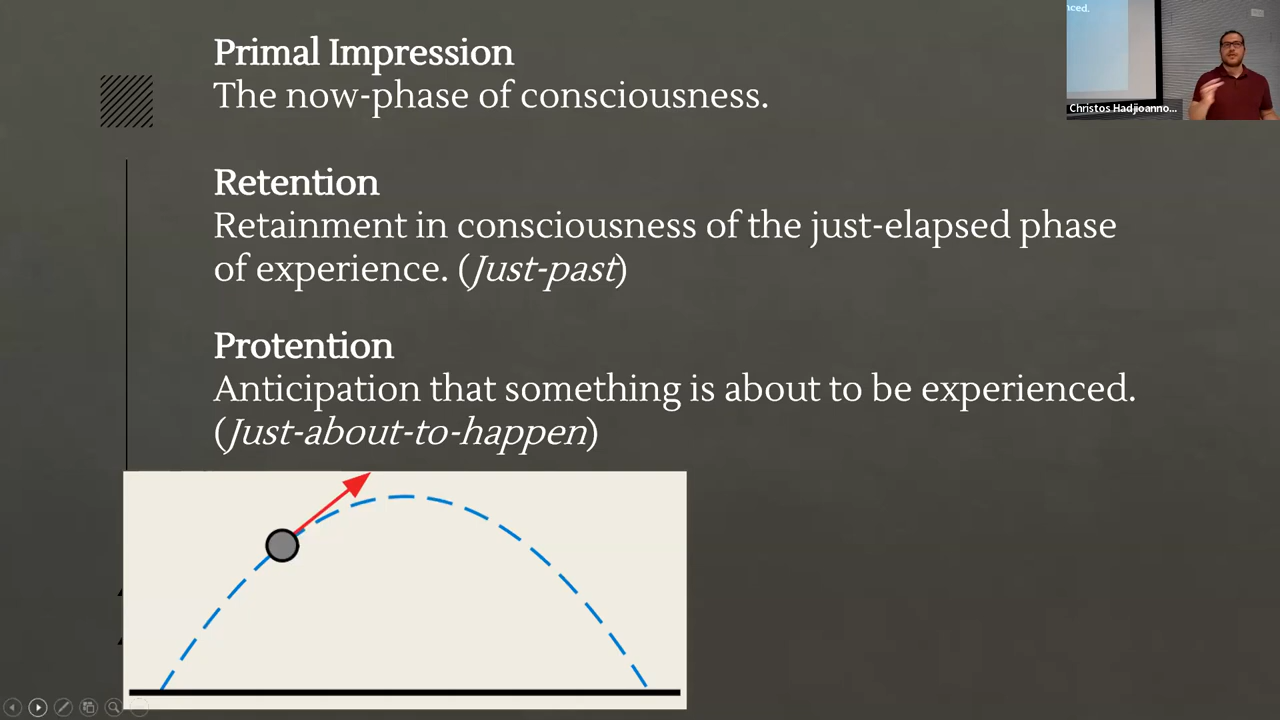 Primal Impression
The now-phase of consciousness.
Retention
Retainment in consciousness of the just-elapsed phase
of experience. (Just-past)
Protention
Anticipation that something is about to be experienced.
(Just-about-to-happen)
nced.
Christos Hadjioanno...